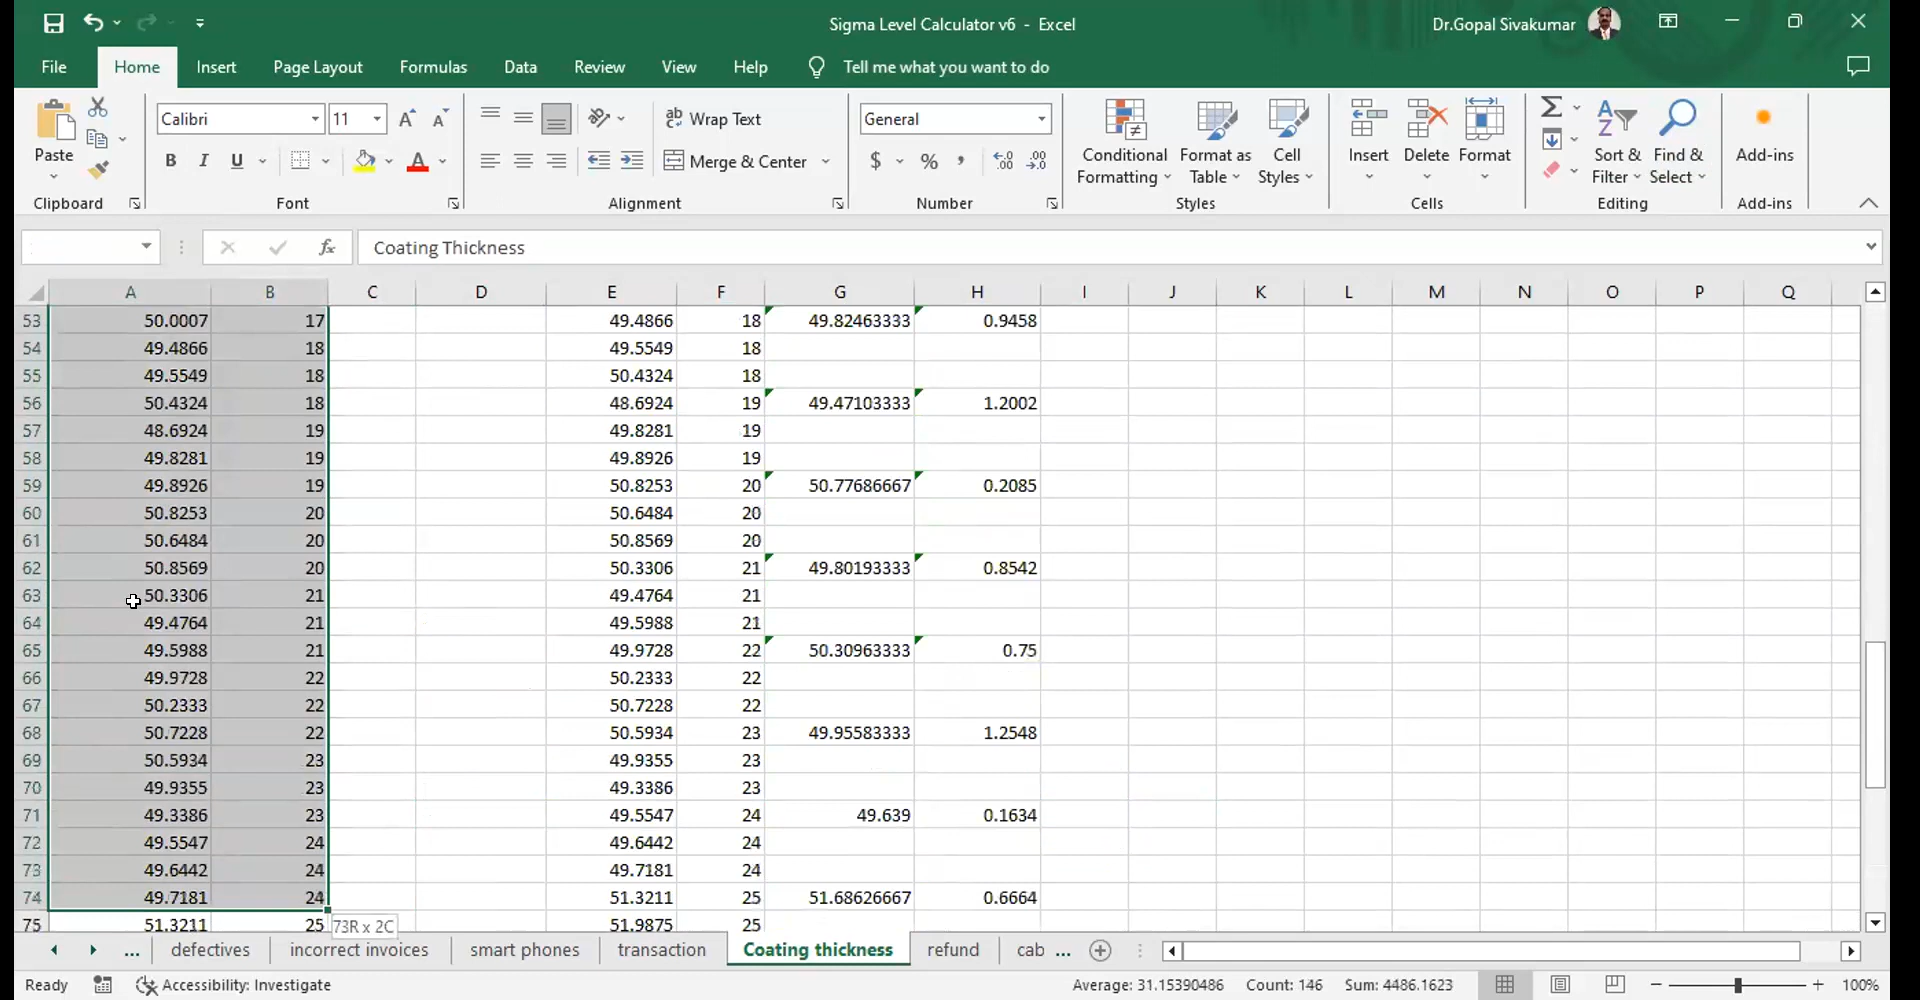 Sigma Level Calculator v6 - Excel Dr.Gopal Sivakumar
File Home Insert Page Layout Formulas Data Review View Help Tell me what you want to do
Calibri 11 ab Wrap Text General
Paste B I U A Merge & Center $ % , Conditional Formatting Format as Table Cell Styles Insert Delete Format Sort & Filter Find & Select Add-ins
Clipboard Font Alignment Number Styles Cells Editing Add-ins
fx Coating Thickness
A B C D E F G H I J K L M N O P Q
53 50.0007 17 49.4866 18 49.82463333 0.9458
54 49.4866 18 49.5549 18
55 49.5549 18 50.4324 18
56 50.4324 18 48.6924 19 49.47103333 1.2002
57 48.6924 19 49.8281 19
58 49.8281 19 49.8926 19
59 49.8926 19 50.8253 20 50.77686667 0.2085
60 50.8253 20 50.6484 20
61 50.6484 20 50.8569 20
62 50.8569 20 50.3306 21 49.80193333 0.8542
63 50.3306 21 49.4764 21
64 49.4764 21 49.5988 21
65 49.5988 21 49.9728 22 50.30963333 0.75
66 49.9728 22 50.2333 22
67 50.2333 22 50.7228 22
68 50.7228 22 50.5934 23 49.95583333 1.2548
69 50.5934 23 49.9355 23
70 49.9355 23 49.3386 23
71 49.3386 23 49.5547 24 49.639 0.1634
72 49.5547 24 49.6442 24
73 49.6442 24 49.7181 24
74 49.7181 24 51.3211 25 51.68626667 0.6664
75 51.3211 25 51.9875 25
73R x 2C
... defectives incorrect invoices smart phones transaction Coating thickness refund cab ...
Ready Accessibility: Investigate Average: 31.15390486 Count: 146 Sum: 4486.1623 100%